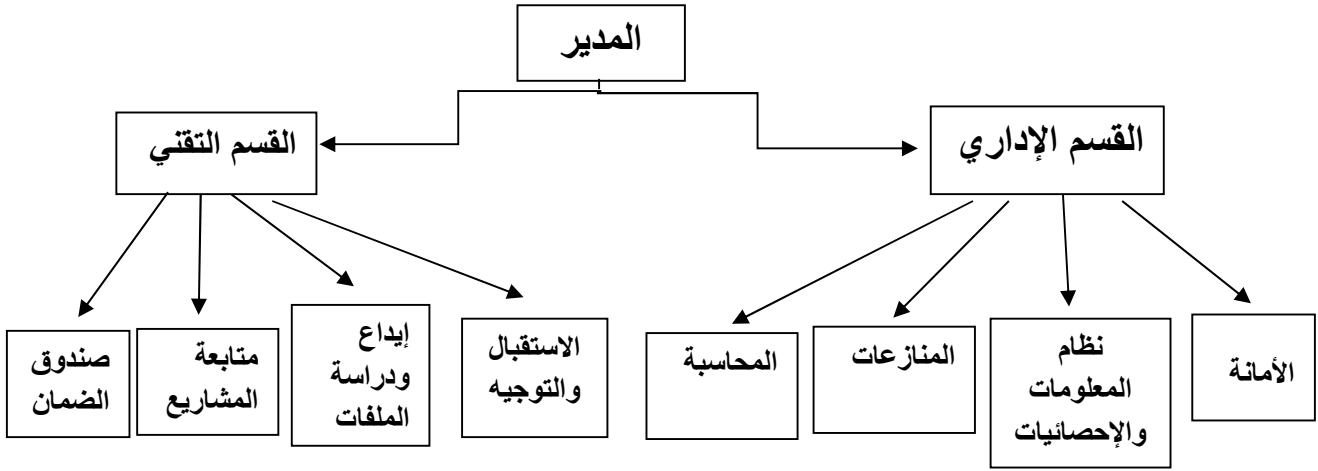 المدير
القسم الإداري
القسم التقني
الأمانة
نظام
المعلومات
والإحصائيات
المنازعات
المحاسبة
الاستقبال
والتوجيه
إيداع
ودراسة
الملفات
متابعة
المشاريع
صندوق
الضمان